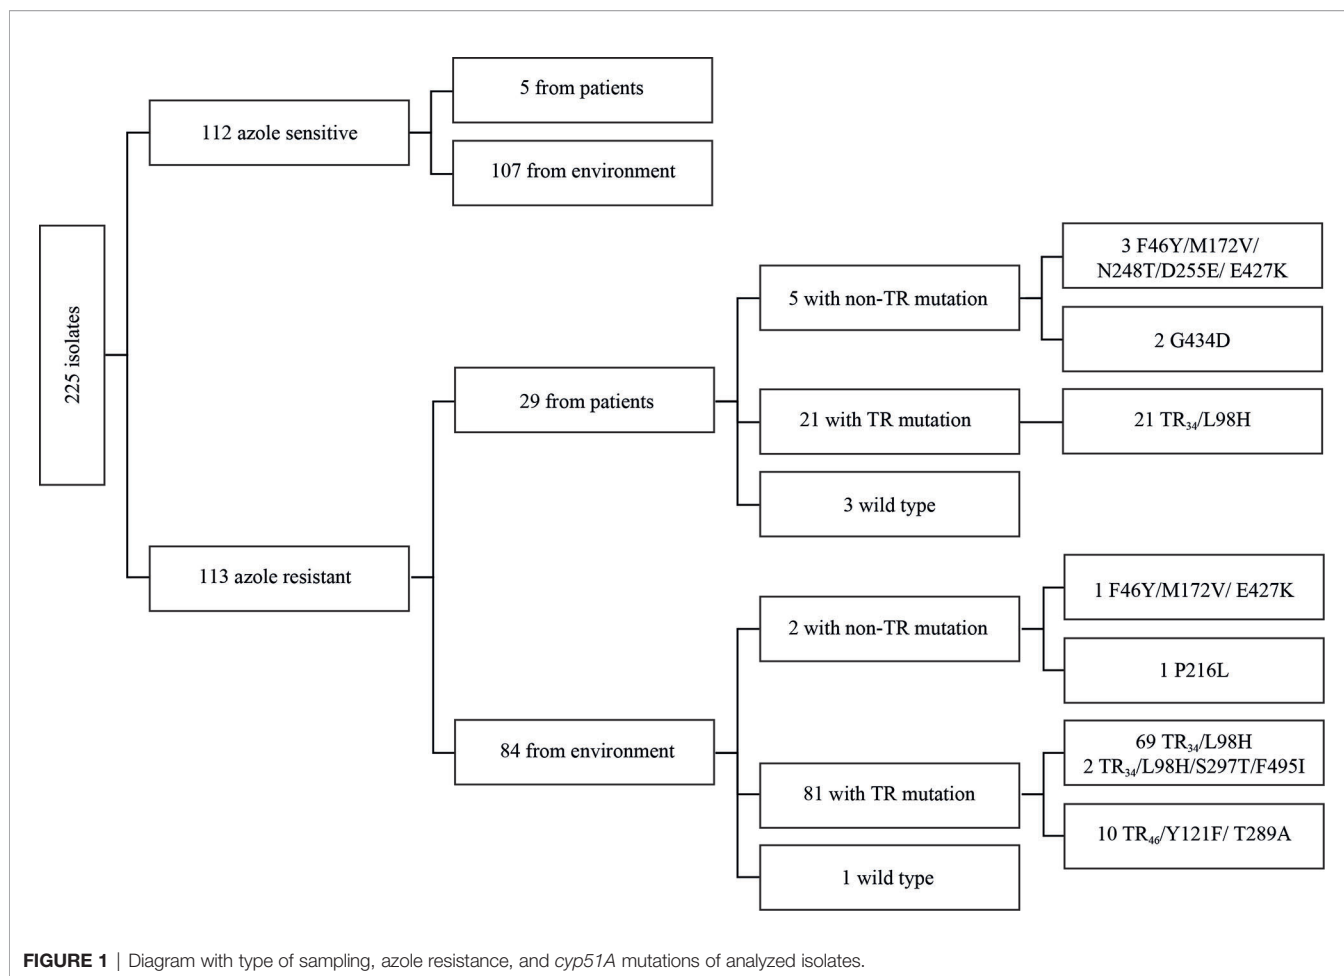 225 isolates
112 azole sensitive
5 from patients
107 from environment
113 azole resistant
29 from patients
5 with non-TR mutation
3 F46Y/M172V/
N248T/D255E/ E427K
2 G434D
21 with TR mutation
21 TR₃₄/L98H
3 wild type
84 from environment
2 with non-TR mutation
1 F46Y/M172V/ E427K
1 P216L
81 with TR mutation
69 TR₃₄/L98H
2 TR₃₄/L98H/S297T/F495I
10 TR₄₆/Y121F/ T289A
1 wild type
FIGURE 1 | Diagram with type of sampling, azole resistance, and cyp51A mutations of analyzed isolates.